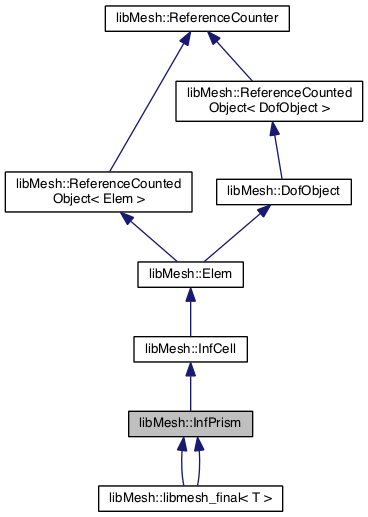 libMesh::ReferenceCounter
libMesh::ReferenceCounted
Object< DofObject >
libMesh::ReferenceCounted
Object< Elem >
libMesh::DofObject
libMesh::Elem
libMesh::InfCell
libMesh::InfPrism
libMesh::libmesh_final< T >